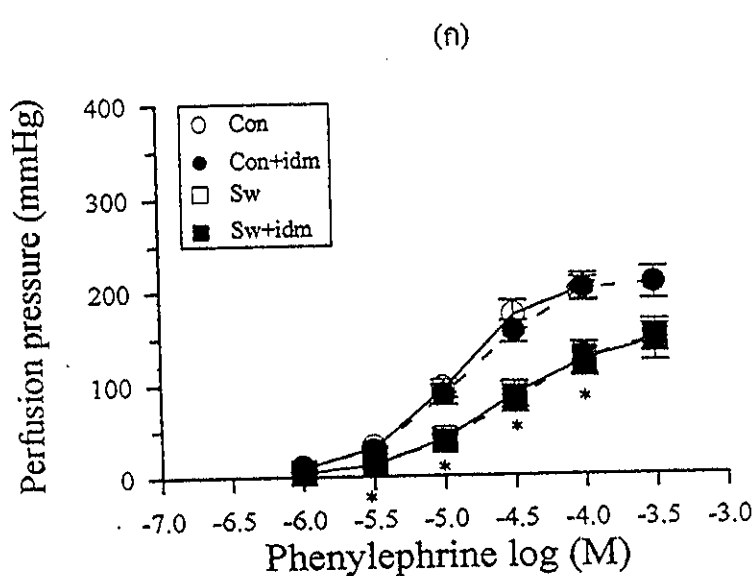 (ก)
Perfusion pressure (mmHg)
400
300
200
100
0
Con
Con+idm
Sw
Sw+idm
* * * *
-7.0 -6.5 -6.0 -5.5 -5.0 -4.5 -4.0 -3.5 -3.0
Phenylephrine log (M)